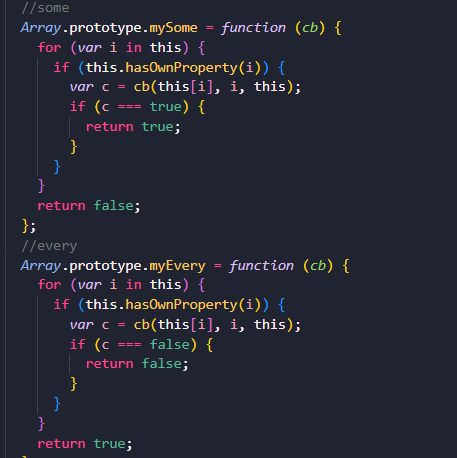 //some
Array.prototype.mySome = function (cb) {
  for (var i in this) {
    if (this.hasOwnProperty(i)) {
      var c = cb(this[i], i, this);
      if (c === true) {
        return true;
      }
    }
  }
  return false;
};
//every
Array.prototype.myEvery = function (cb) {
  for (var i in this) {
    if (this.hasOwnProperty(i)) {
      var c = cb(this[i], i, this);
      if (c === false) {
        return false;
      }
    }
  }
  return true;